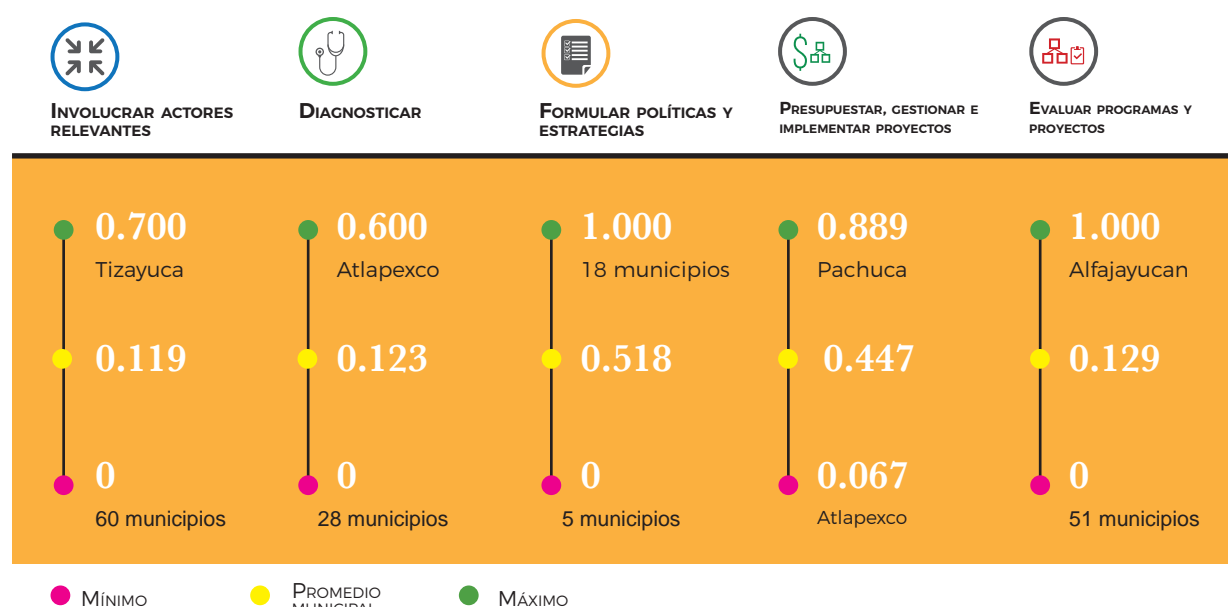 INVOLUCRAR ACTORES
RELEVANTES
DIAGNOSTICAR
FORMULAR POLÍTICAS Y
ESTRATEGIAS
PRESUPUESTAR, GESTIONAR E
IMPLEMENTAR PROYECTOS
EVALUAR PROGRAMAS Y
PROYECTOS
0.700
Tizayuca
0.119
0
60 municipios
0.600
Atlapexco
0.123
0
28 municipios
1.000
18 municipios
0.518
0
5 municipios
0.889
Pachuca
0.447
0.067
Atlapexco
1.000
Alfajayucan
0.129
0
51 municipios
MÍNIMO
PROMEDIO
MUNICIPAL
MÁXIMO